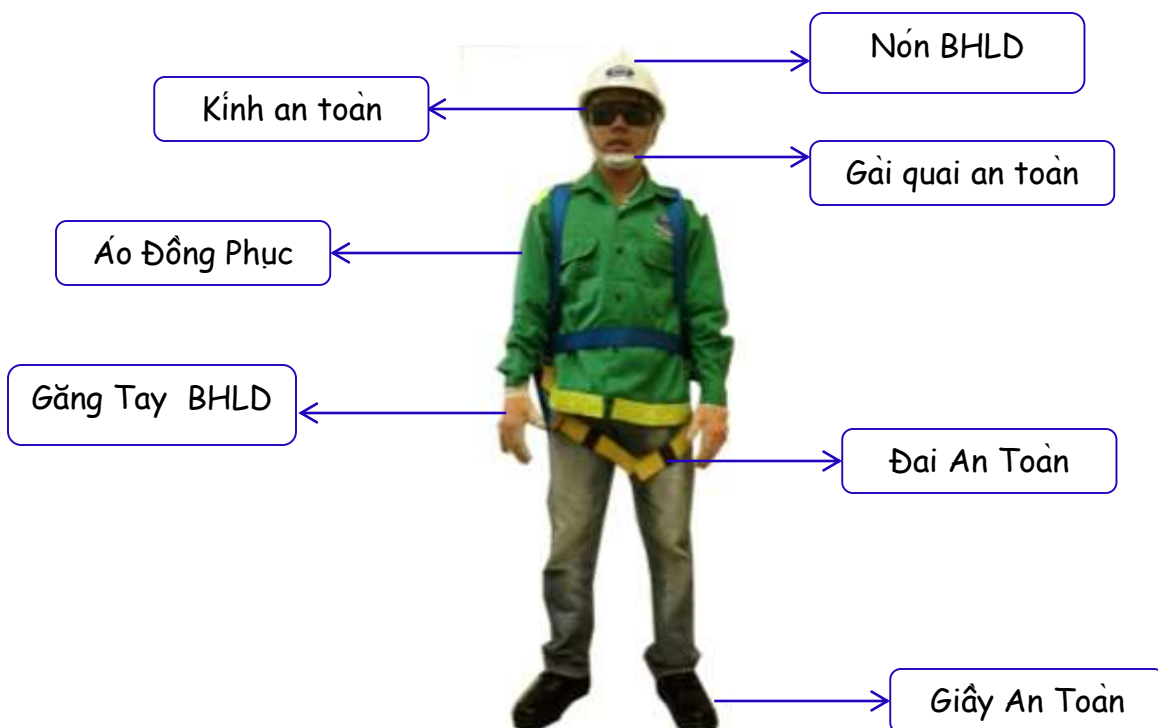 Nón BHLD
Kính an toàn
Gài quai an toàn
Áo Đồng Phục
Găng Tay BHLD
Đai An Toàn
Giầy An Toàn